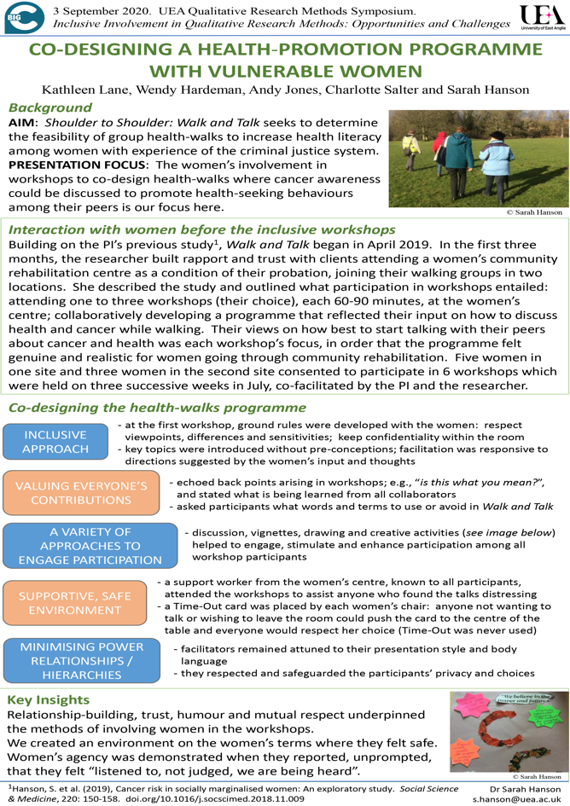 BIG C
3 September 2020. UEA Qualitative Research Methods Symposium.
Inclusive Involvement in Qualitative Research Methods: Opportunities and Challenges
UEA
University of East Anglia
CO-DESIGNING A HEALTH-PROMOTION PROGRAMME
WITH VULNERABLE WOMEN
Kathleen Lane, Wendy Hardeman, Andy Jones, Charlotte Salter and Sarah Hanson
Background
AIM: Shoulder to Shoulder: Walk and Talk seeks to determine
the feasibility of group health-walks to increase health literacy
among women with experience of the criminal justice system.
PRESENTATION FOCUS: The women's involvement in
workshops to co-design health-walks where cancer awareness
could be discussed to promote health-seeking behaviours
among their peers is our focus here.
© Sarah Hanson
Interaction with women before the inclusive workshops
Building on the PI's previous study¹, Walk and Talk began in April 2019. In the first three
months, the researcher built rapport and trust with clients attending a women's community
rehabilitation centre as a condition of their probation, joining their walking groups in two
locations. She described the study and outlined what participation in workshops entailed:
attending one to three workshops (their choice), each 60-90 minutes, at the women's
centre; collaboratively developing a programme that reflected their input on how to discuss
health and cancer while walking. Their views on how best to start talking with their peers
about cancer and health was each workshop's focus, in order that the programme felt
genuine and realistic for women going through community rehabilitation. Five women in
one site and three women in the second site consented to participate in 6 workshops which
were held on three successive weeks in July, co-facilitated by the PI and the researcher.
Co-designing the health-walks programme
INCLUSIVE
APPROACH
- at the first workshop, ground rules were developed with the women: respect
viewpoints, differences and sensitivities; keep confidentiality within the room
- key topics were introduced without pre-conceptions; facilitation was responsive to
directions suggested by the women's input and thoughts
VALUING EVERYONE'S
CONTRIBUTIONS
- echoed back points arising in workshops; e.g., "is this what you mean?",
and stated what is being learned from all collaborators
- asked participants what words and terms to use or avoid in Walk and Talk
A VARIETY OF
APPROACHES TO
ENGAGE PARTICIPATION
- discussion, vignettes, drawing and creative activities (see image below)
helped to engage, stimulate and enhance participation among all
workshop participants
SUPPORTIVE, SAFE
ENVIRONMENT
- a support worker from the women's centre, known to all participants,
attended the workshops to assist anyone who found the talks distressing
- a Time-Out card was placed by each women's chair: anyone not wanting to
talk or wishing to leave the room could push the card to the centre of the
table and everyone would respect her choice (Time-Out was never used)
MINIMISING POWER
RELATIONSHIPS /
HIERARCHIES
- facilitators remained attuned to their presentation style and body
language
- they respected and safeguarded the participants' privacy and choices
Key Insights
Relationship-building, trust, humour and mutual respect underpinned
the methods of involving women in the workshops.
We created an environment on the women's terms where they felt safe.
Women's agency was demonstrated when they reported, unprompted,
that they felt "listened to, not judged, we are being heard".
© Sarah Hanson
¹Hanson, S. et al. (2019), Cancer risk in socially marginalised women: An exploratory study. Social Science
& Medicine, 220: 150-158. doi.org/10.1016/j.socscimed.2018.11.009
Dr Sarah Hanson
s.hanson@uea.ac.uk